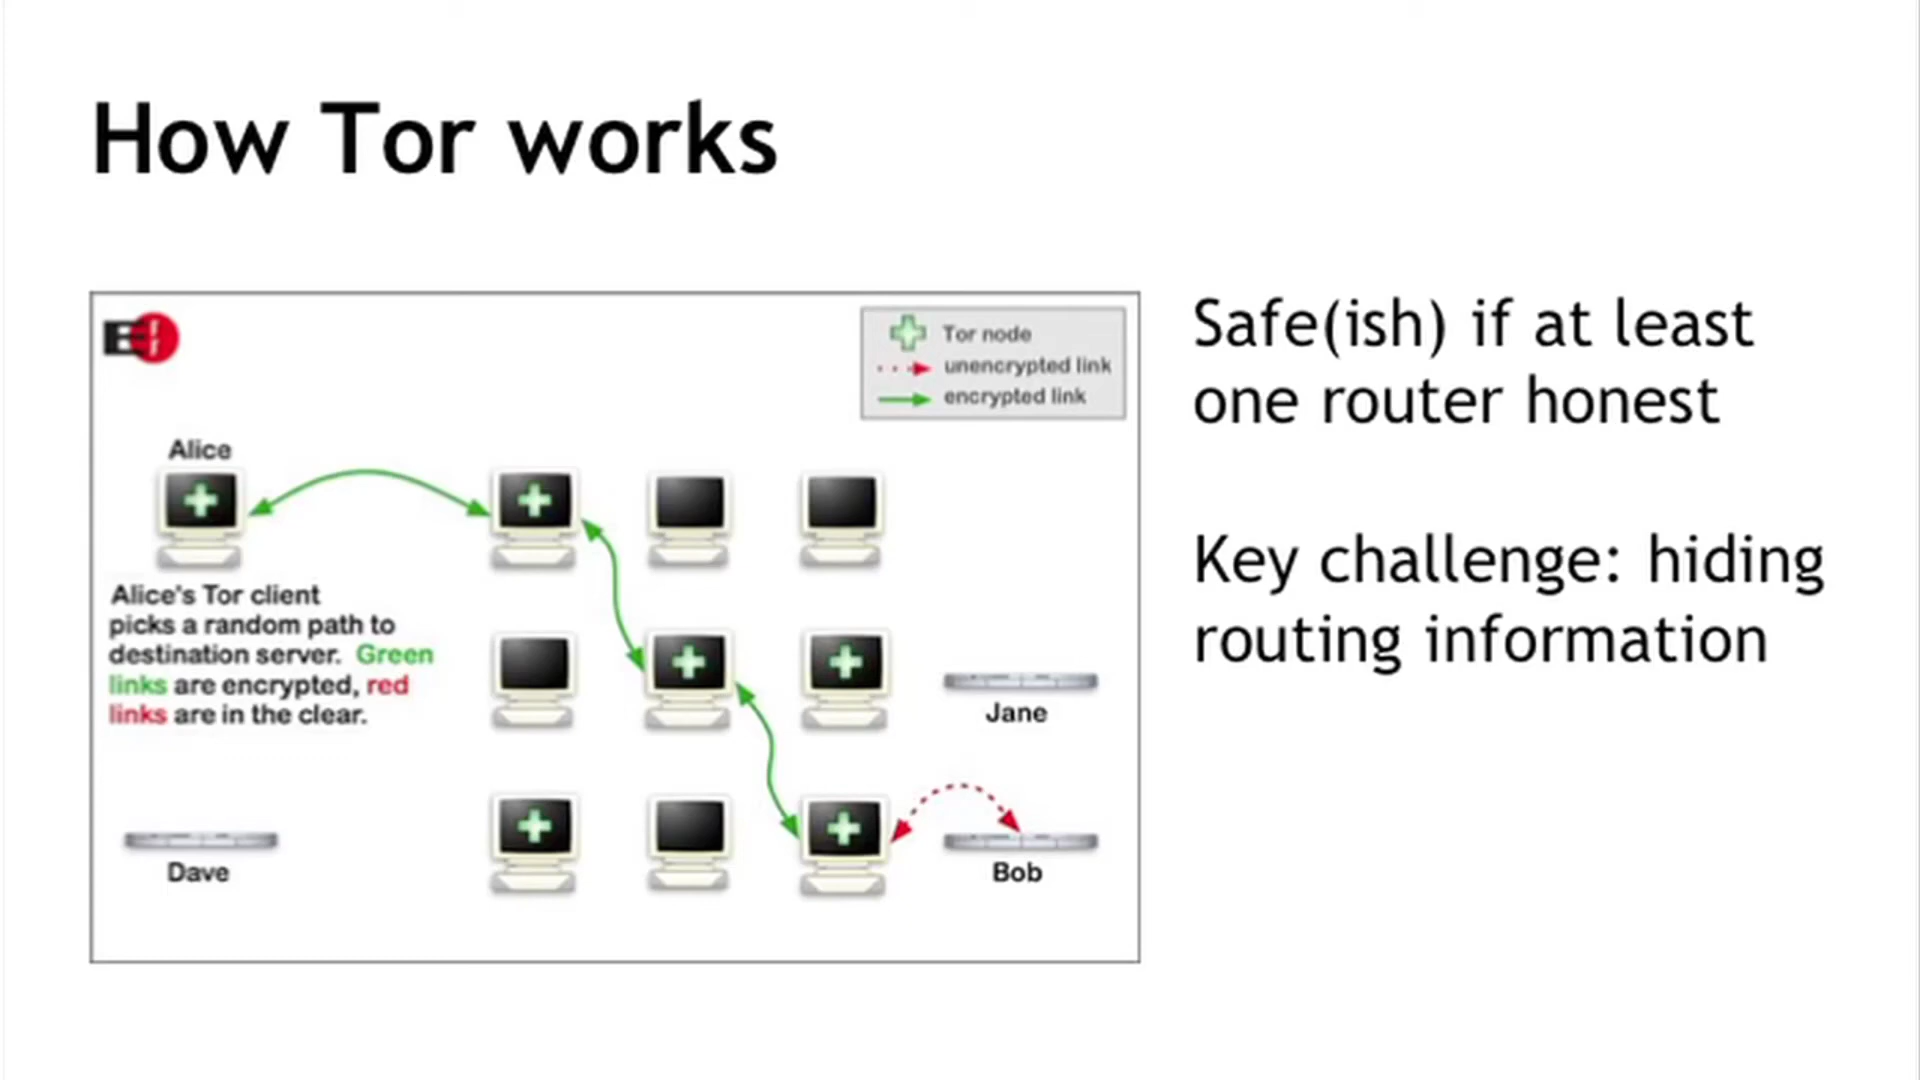 How Tor works
EFF
Tor node
unencrypted link
encrypted link
Alice
Alice's Tor client
picks a random path to
destination server. Green
links are encrypted, red
links are in the clear.
Jane
Dave
Bob
Safe(ish) if at least
one router honest
Key challenge: hiding
routing information